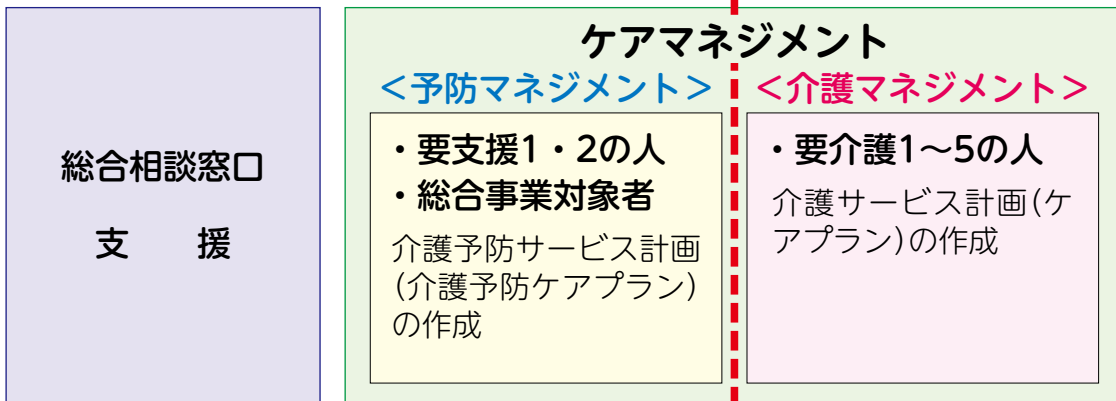 総合相談窓口
支　援
ケアマネジメント
＜予防マネジメント＞
・要支援1・2の人
・総合事業対象者
介護予防サービス計画
(介護予防ケアプラン)
の作成
＜介護マネジメント＞
・要介護1～5の人
介護サービス計画(ケ
アプラン)の作成